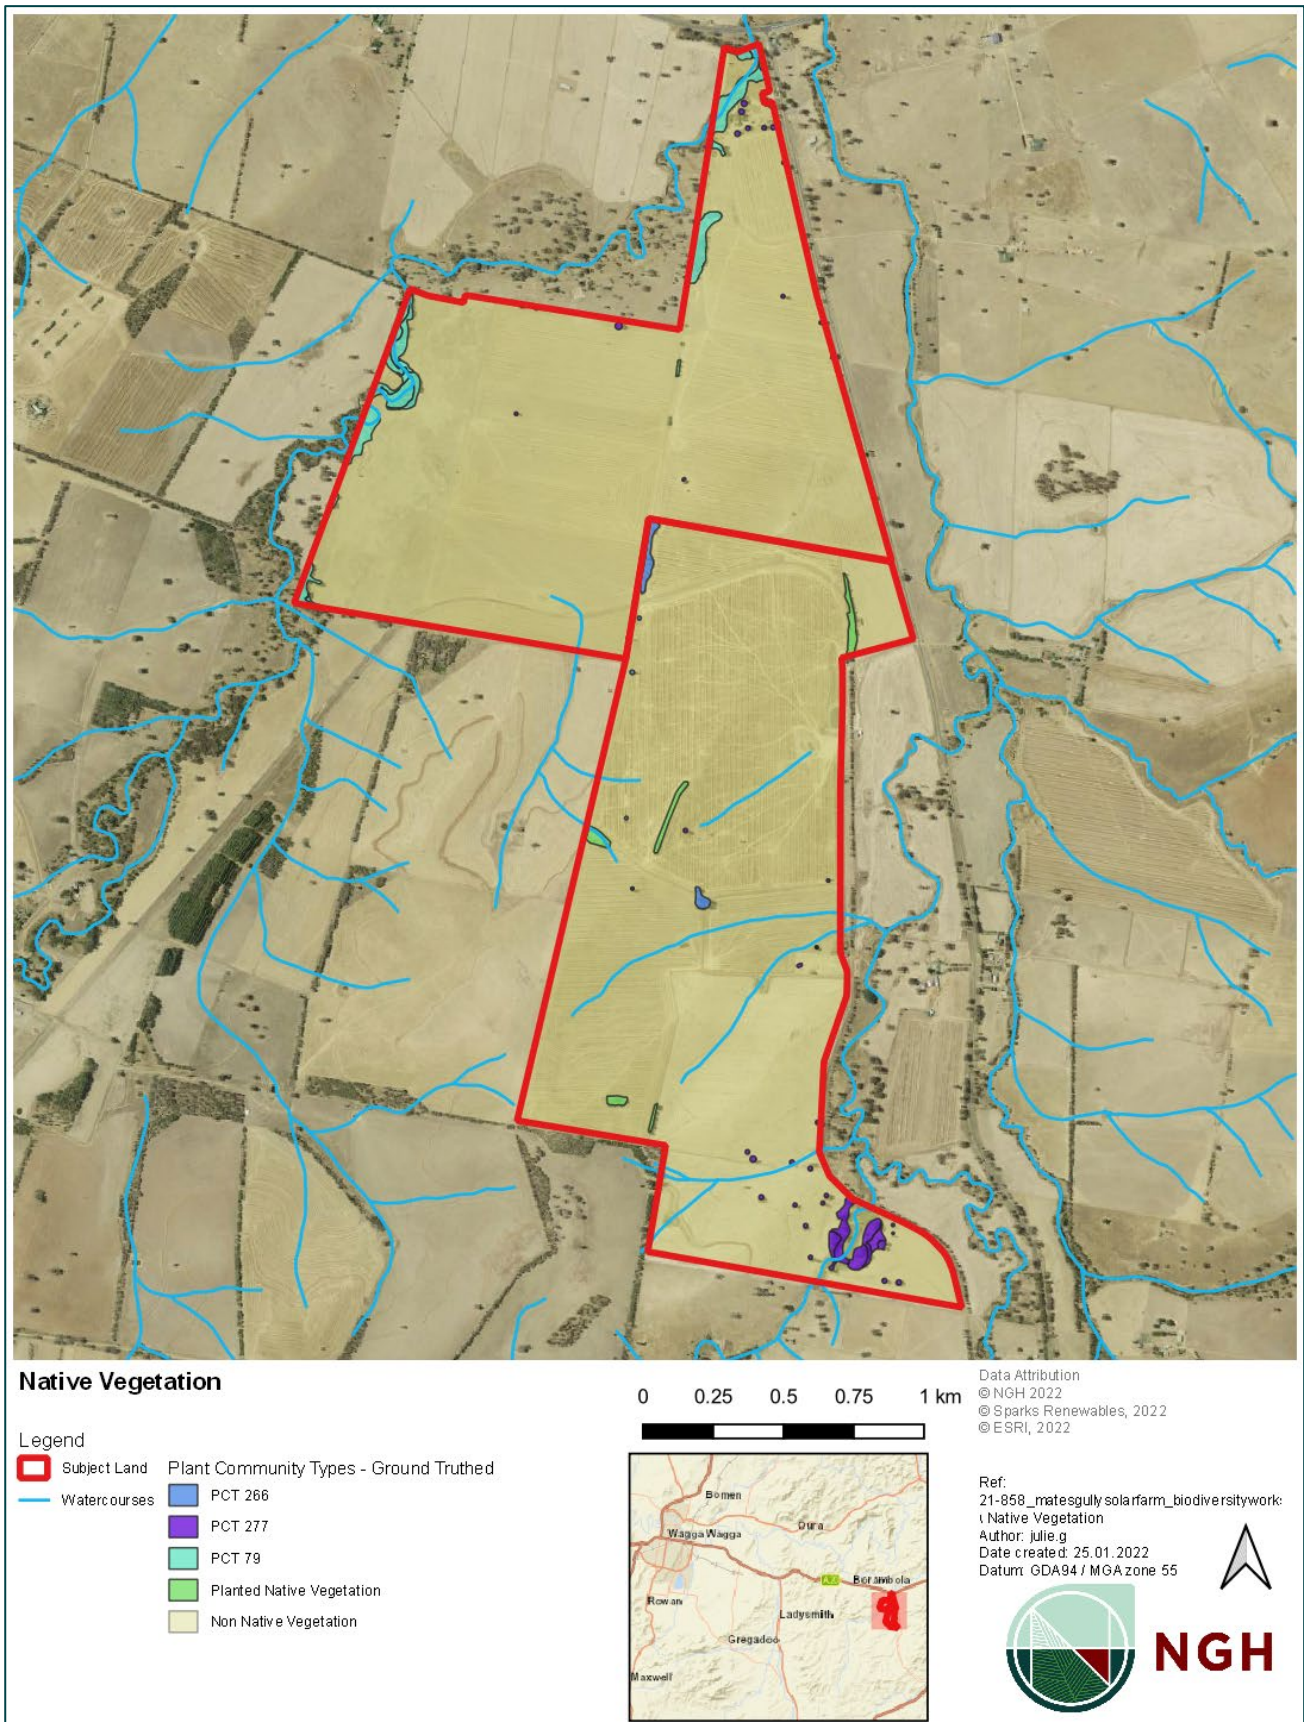 Native Vegetation
Legend
Subject Land
Watercourses
Plant Community Types - Ground Truthed
PCT 266
PCT 277
PCT 79
Planted Native Vegetation
Non Native Vegetation
0 0.25 0.5 0.75 1 km
Bomen
Wagga Wagga
Oura
Borambola
A20
Rowan
Ladysmith
Gregadoo
Maxwell
Data Attribution
© NGH 2022
© Sparks Renewables, 2022
© ESRI, 2022
Ref:
21-858_matesgullysolarfarm_biodiversityworks
Native Vegetation
Author: julie.g
Date created: 25.01.2022
Datum: GDA94 / MGA zone 55
NGH